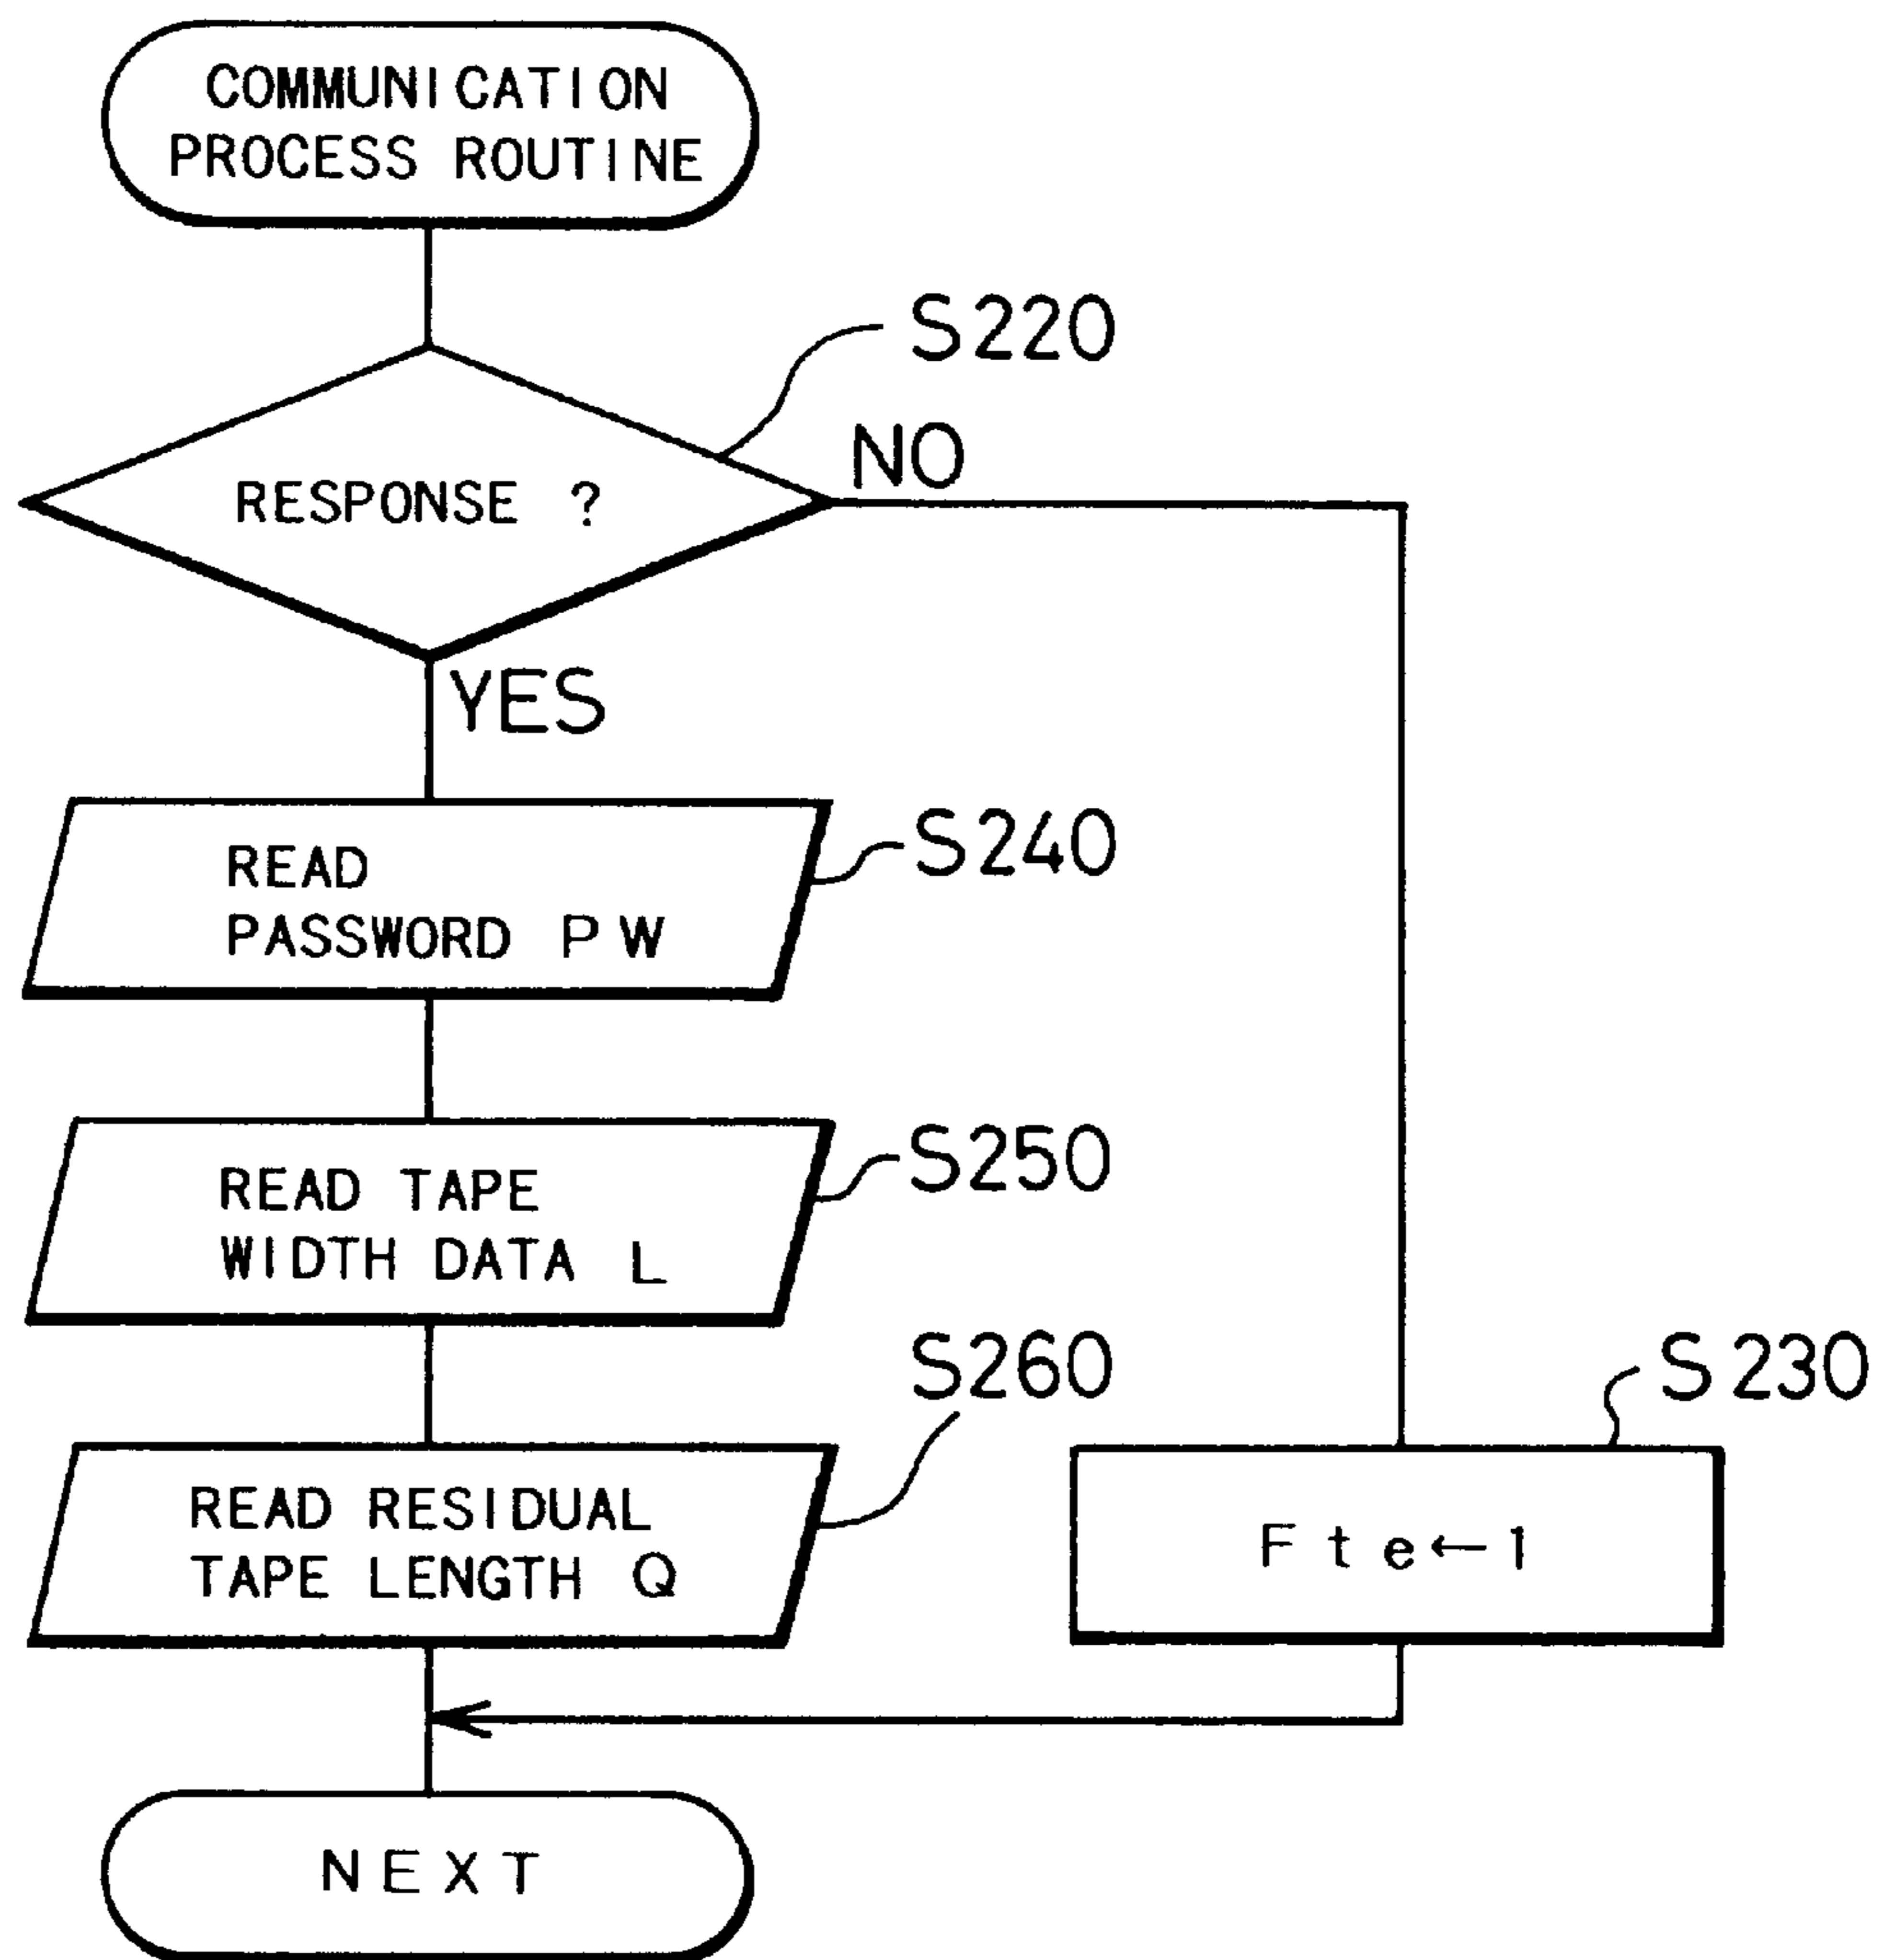 COMMUNICATION
PROCESS ROUTINE
S220
NO
RESPONSE ?
YES
S240
READ
PASSWORD PW
S250
READ TAPE
WIDTH DATA L
S260
S230
READ RESIDUAL
TAPE LENGTH Q
Fte←1
NEXT